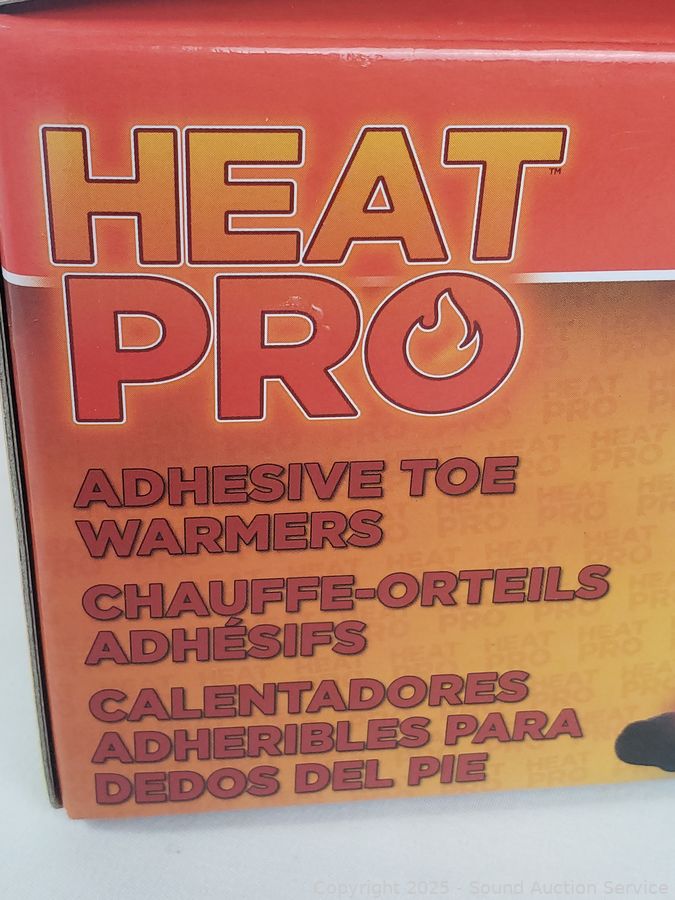 HEAT™
PRO
ADHESIVE TOE
WARMERS
CHAUFFE-ORTEILS
ADHÉSIFS
CALENTADORES
ADHERIBLES PARA
DEDOS DEL PIE
Copyright 2025 - Sound Auction Service